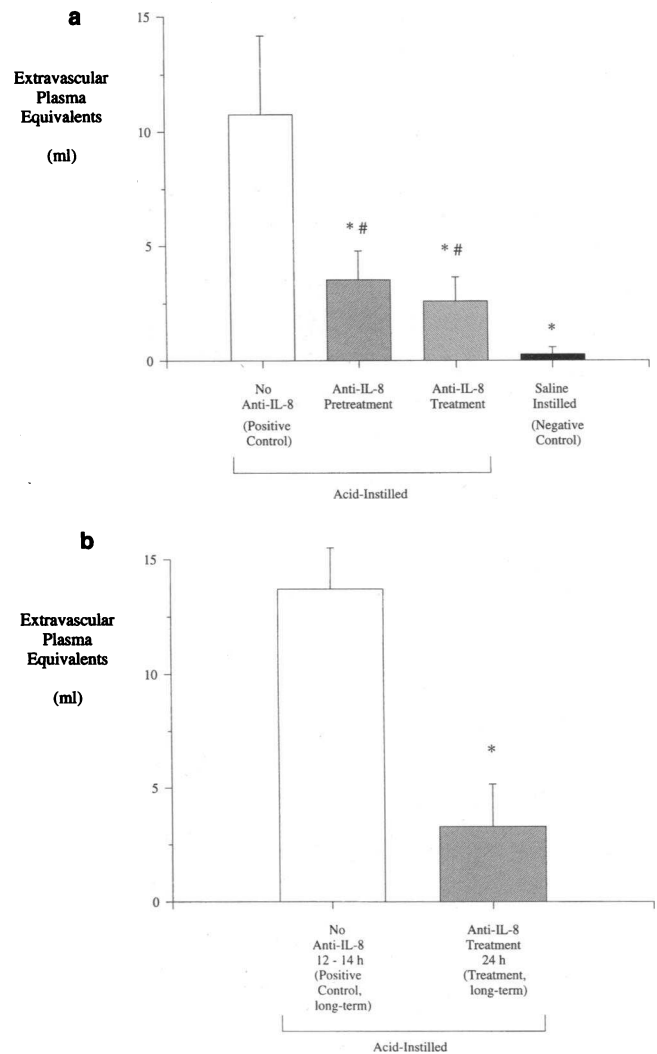 a
Extravascular
Plasma
Equivalents
(ml)
15
10
5
0
* #
* #
*
No
Anti-IL-8
(Positive
Control)
Anti-IL-8
Pretreatment
Anti-IL-8
Treatment
Saline
Instilled
(Negative
Control)
Acid-Instilled
b
Extravascular
Plasma
Equivalents
(ml)
15
10
5
0
*
No
Anti-IL-8
12 - 14 h
(Positive
Control,
long-term)
Anti-IL-8
Treatment
24 h
(Treatment,
long-term)
Acid-Instilled